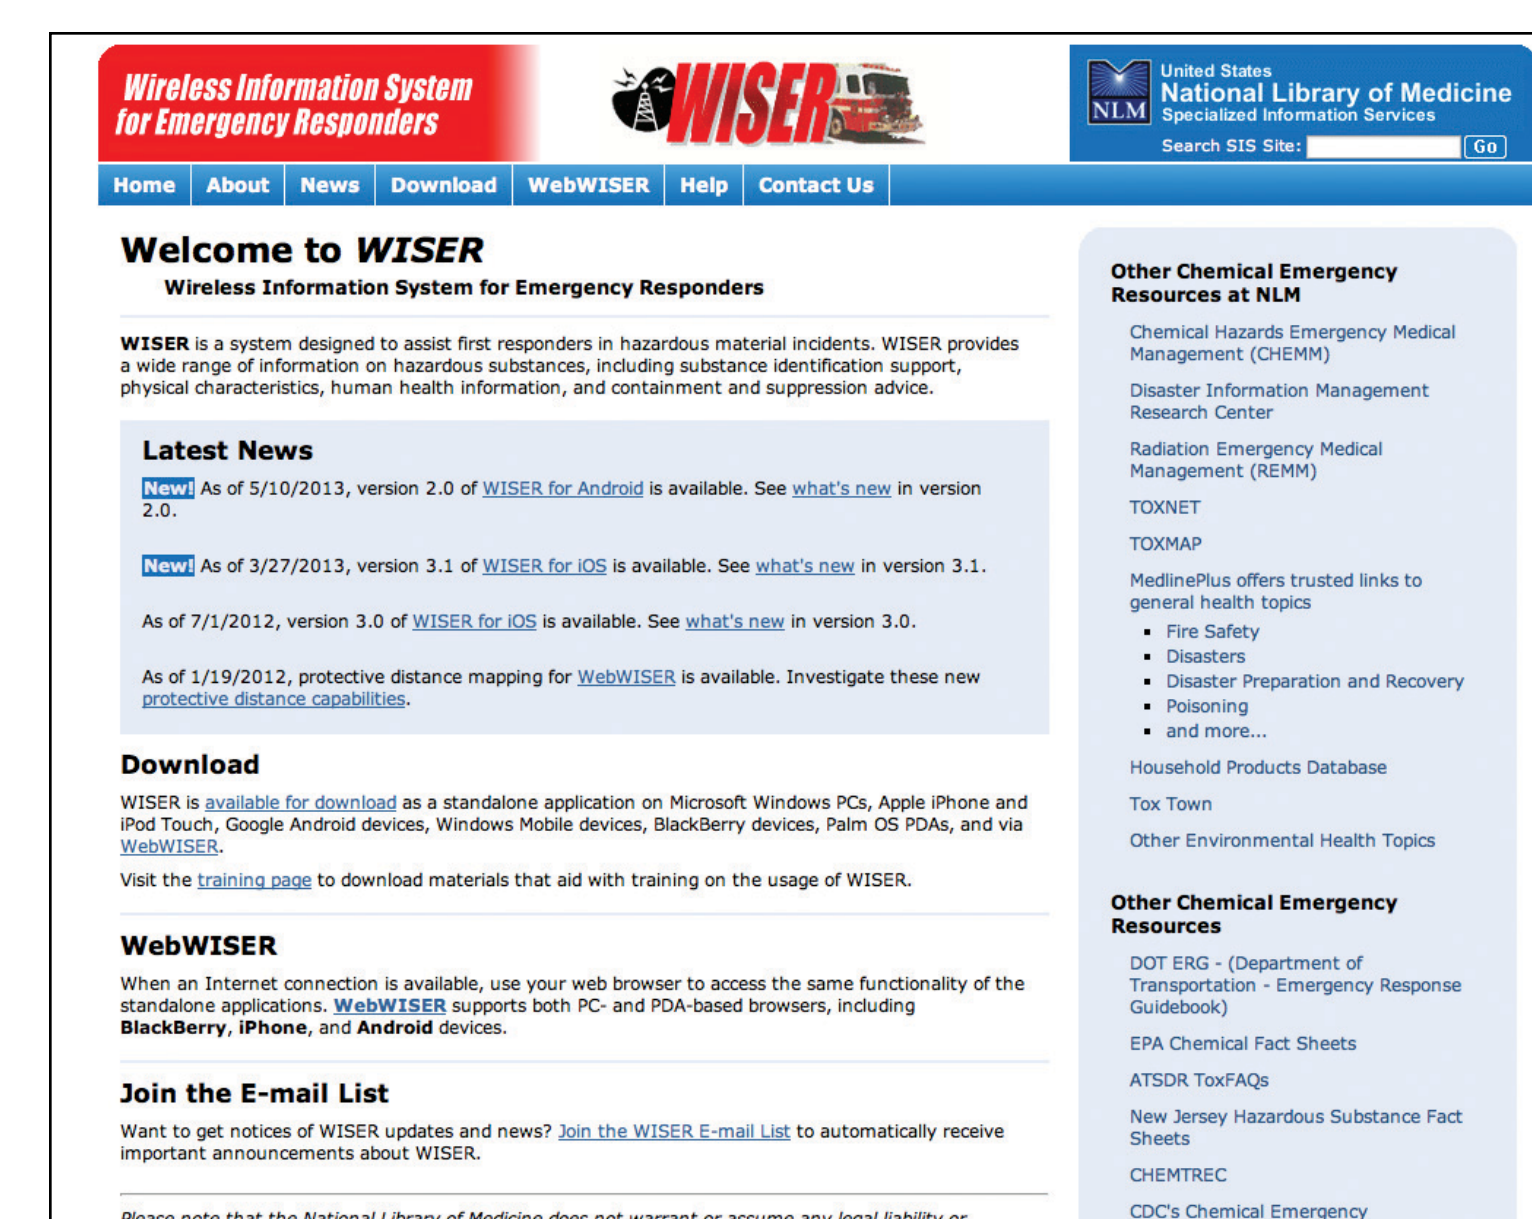 Wireless Information System
for Emergency Responders
WISER
NLM
United States
National Library of Medicine
Specialized Information Services
Search SIS Site:
Go
Home
About
News
Download
WebWISER
Help
Contact Us
Welcome to WISER
Wireless Information System for Emergency Responders
WISER is a system designed to assist first responders in hazardous material incidents. WISER provides
a wide range of information on hazardous substances, including substance identification support,
physical characteristics, human health information, and containment and suppression advice.
Latest News
New! As of 5/10/2013, version 2.0 of WISER for Android is available. See what's new in version
2.0.
New! As of 3/27/2013, version 3.1 of WISER for iOS is available. See what's new in version 3.1.
As of 7/1/2012, version 3.0 of WISER for iOS is available. See what's new in version 3.0.
As of 1/19/2012, protective distance mapping for WebWISER is available. Investigate these new
protective distance capabilities.
Download
WISER is available for download as a standalone application on Microsoft Windows PCs, Apple iPhone and
iPod Touch, Google Android devices, Windows Mobile devices, BlackBerry devices, Palm OS PDAs, and via
WebWISER.
Visit the training page to download materials that aid with training on the usage of WISER.
WebWISER
When an Internet connection is available, use your web browser to access the same functionality of the
standalone applications. WebWISER supports both PC- and PDA-based browsers, including
BlackBerry, iPhone, and Android devices.
Join the E-mail List
Want to get notices of WISER updates and news? Join the WISER E-mail List to automatically receive
important announcements about WISER.
Please note that the National Library of Medicine does not warrant or assume any legal liability or
Other Chemical Emergency
Resources at NLM
Chemical Hazards Emergency Medical
Management (CHEMM)
Disaster Information Management
Research Center
Radiation Emergency Medical
Management (REMM)
TOXNET
TOXMAP
MedlinePlus offers trusted links to
general health topics
▪ Fire Safety
▪ Disasters
▪ Disaster Preparation and Recovery
▪ Poisoning
▪ and more...
Household Products Database
Tox Town
Other Environmental Health Topics
Other Chemical Emergency
Resources
DOT ERG - (Department of
Transportation - Emergency Response
Guidebook)
EPA Chemical Fact Sheets
ATSDR ToxFAQs
New Jersey Hazardous Substance Fact
Sheets
CHEMTREC
CDC's Chemical Emergency